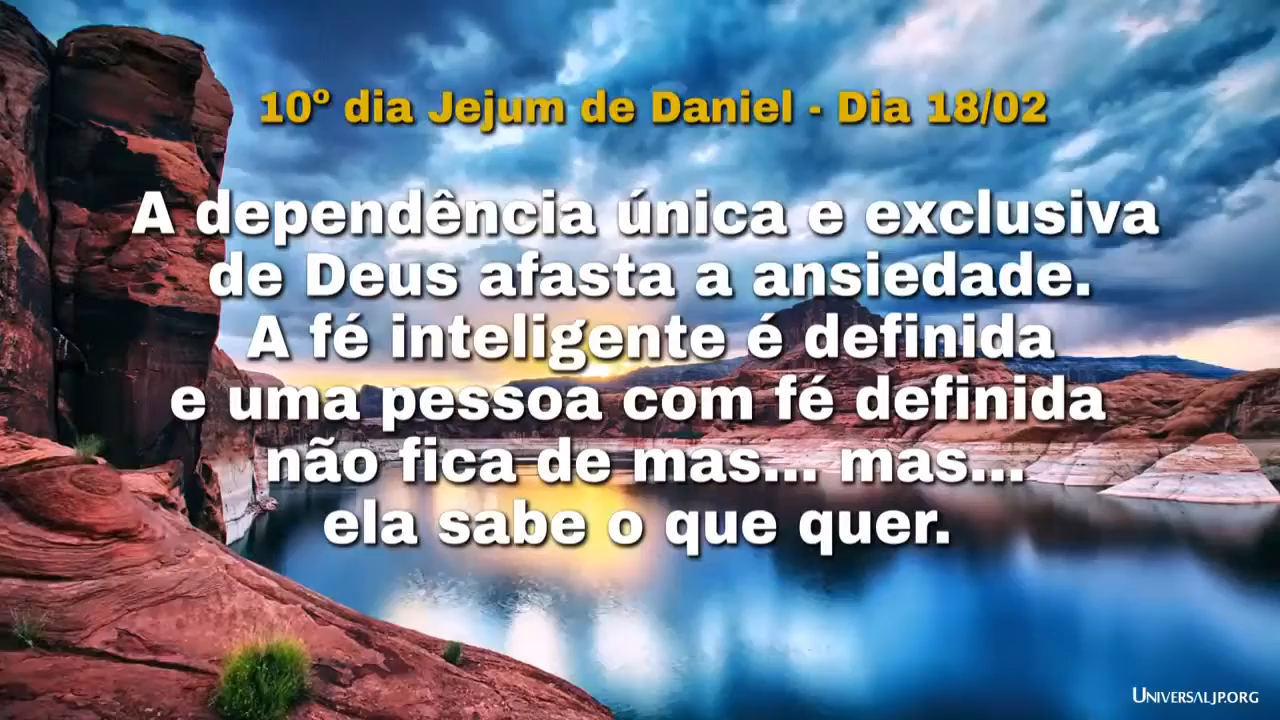 10º dia Jejum de Daniel - Dia 18/02
A dependência única e exclusiva
de Deus afasta a ansiedade.
A fé inteligente é definida
e uma pessoa com fé definida
não fica de mas... mas...
ela sabe o que quer.
UNIVERSALJP.ORG